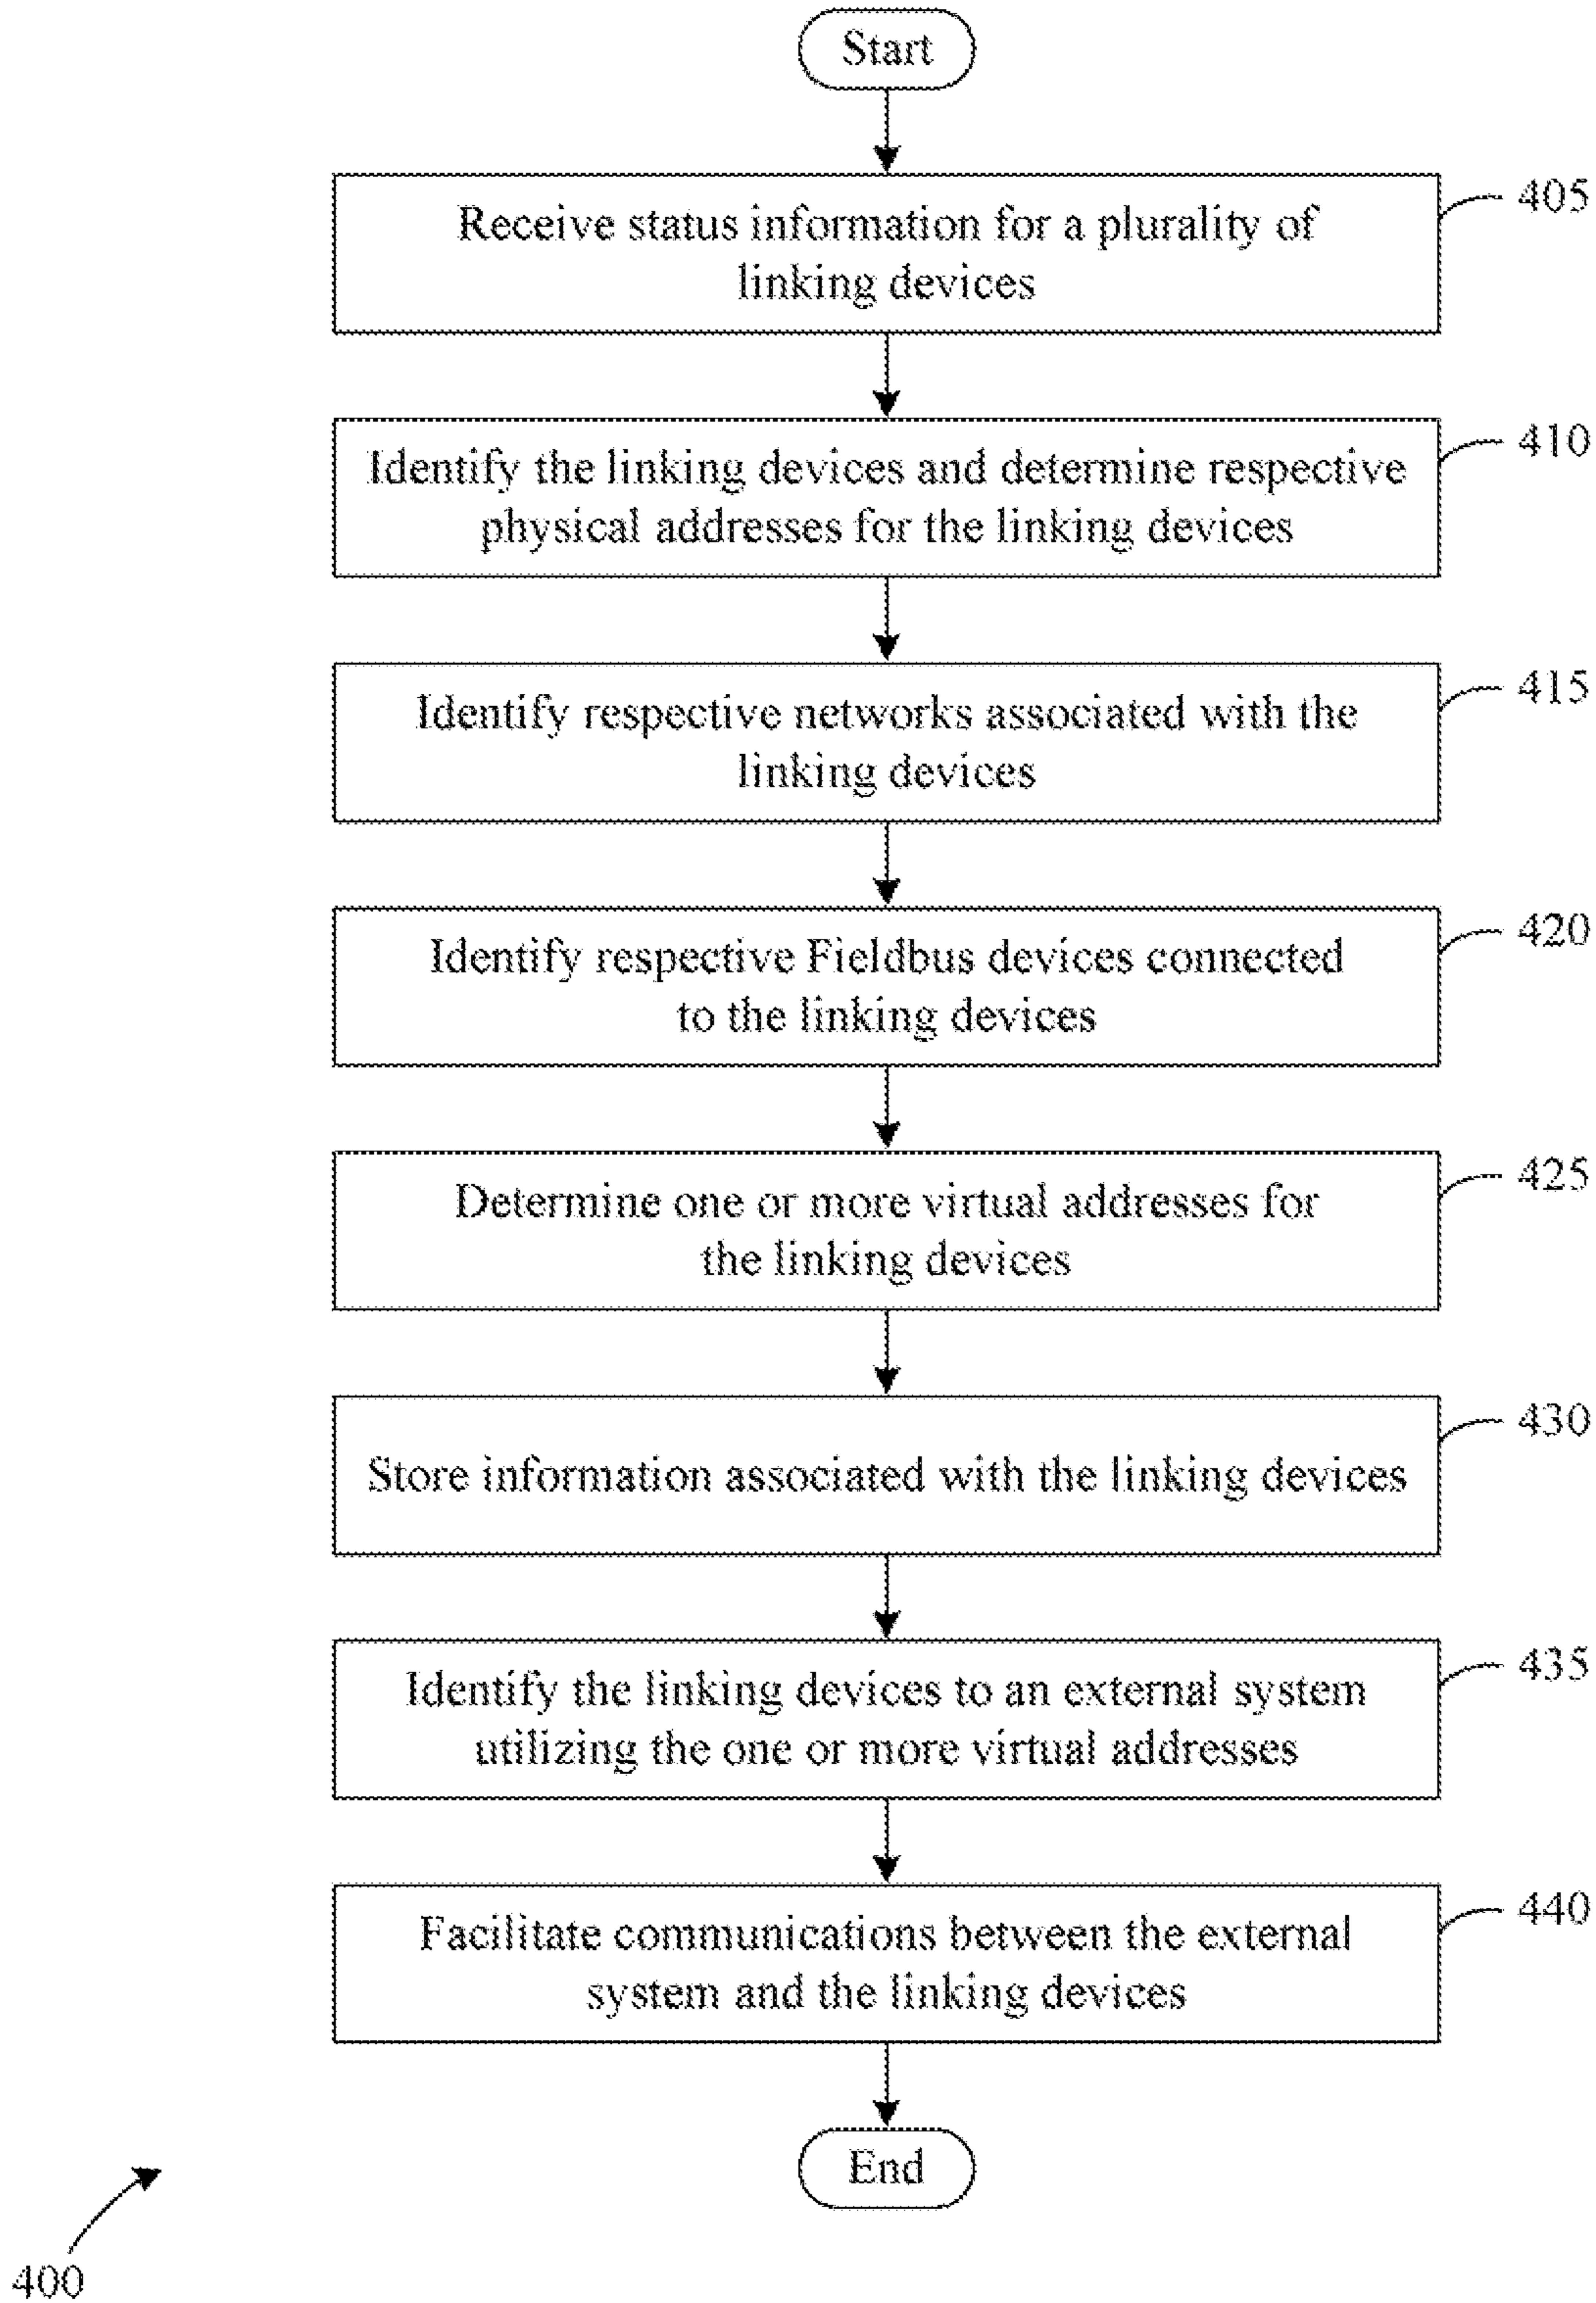 Start
Receive status information for a plurality of
linking devices
405
Identify the linking devices and determine respective
physical addresses for the linking devices
410
Identify respective networks associated with the
linking devices
415
Identify respective Fieldbus devices connected
to the linking devices
420
Determine one or more virtual addresses for
the linking devices
425
Store information associated with the linking devices
430
Identify the linking devices to an external system
utilizing the one or more virtual addresses
435
Facilitate communications between the external
system and the linking devices
440
End
400